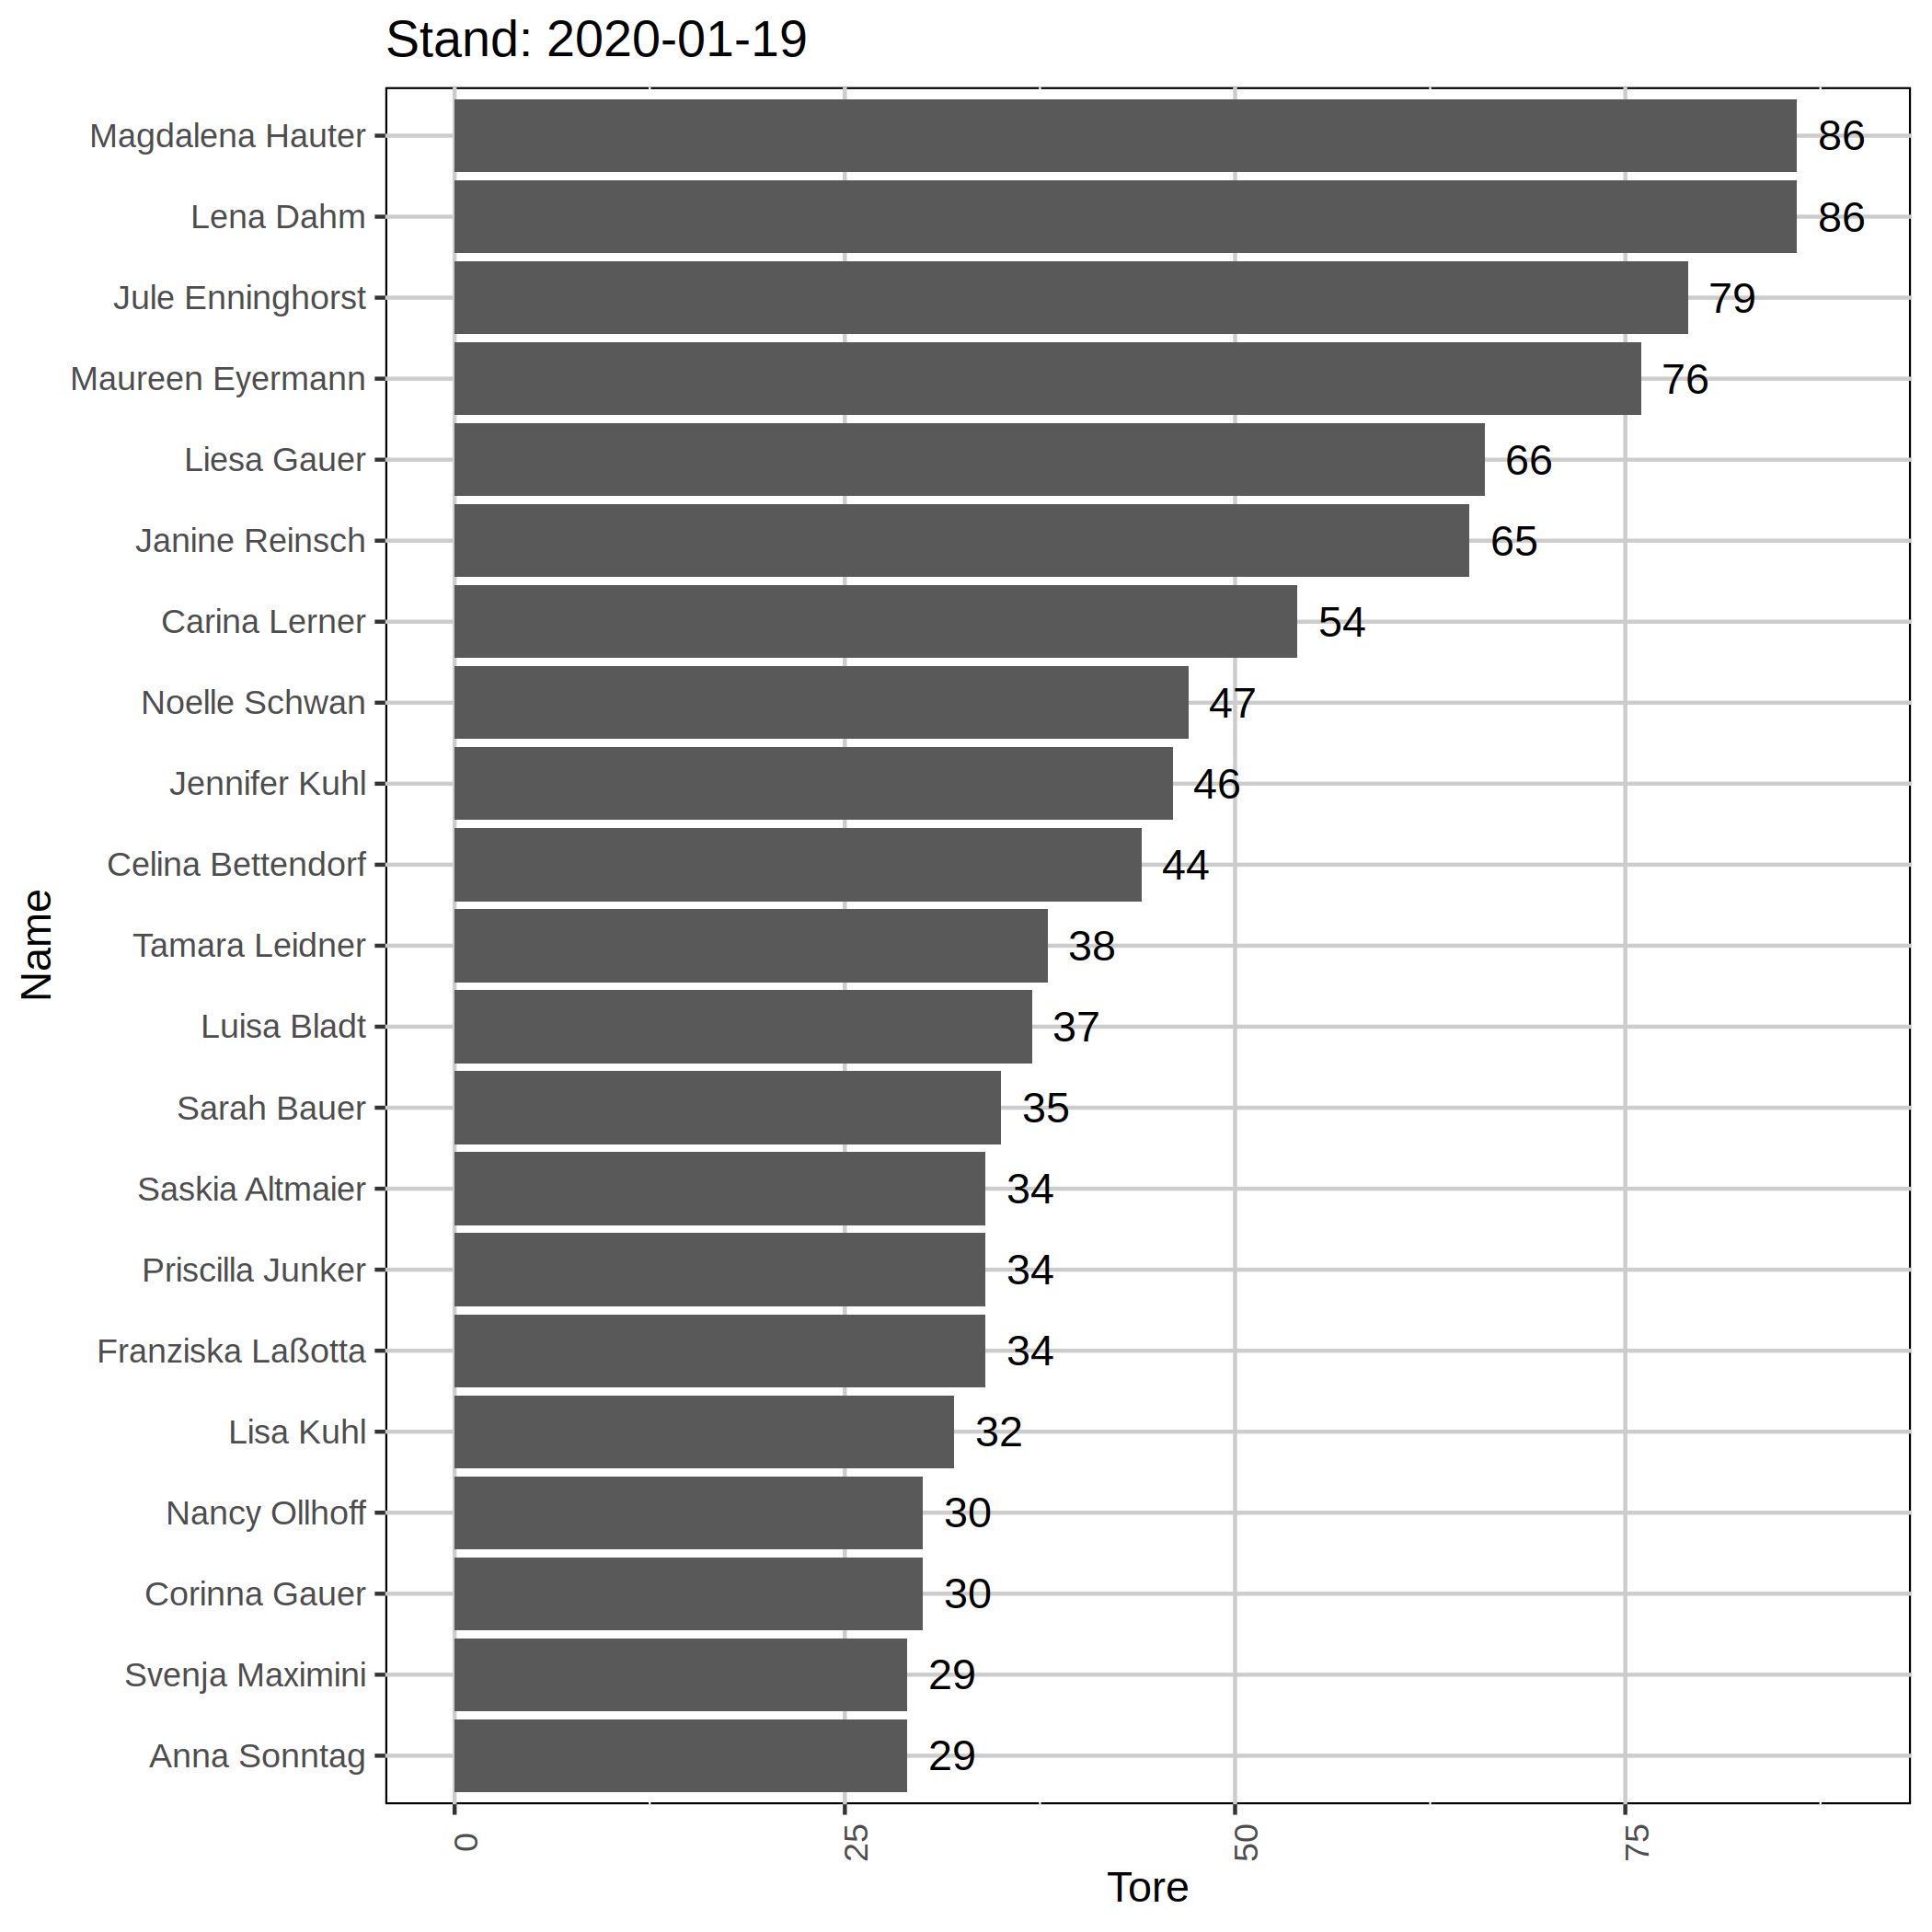 Stand: 2020-01-19
Magdalena Hauter 86
Lena Dahm 86
Jule Enninghorst 79
Maureen Eyermann 76
Liesa Gauer 66
Janine Reinsch 65
Carina Lerner 54
Noelle Schwan 47
Jennifer Kuhl 46
Celina Bettendorf 44
Tamara Leidner 38
Luisa Bladt 37
Sarah Bauer 35
Saskia Altmaier 34
Priscilla Junker 34
Franziska Laßotta 34
Lisa Kuhl 32
Nancy Ollhoff 30
Corinna Gauer 30
Svenja Maximini 29
Anna Sonntag 29
Name
0 25 50 75
Tore